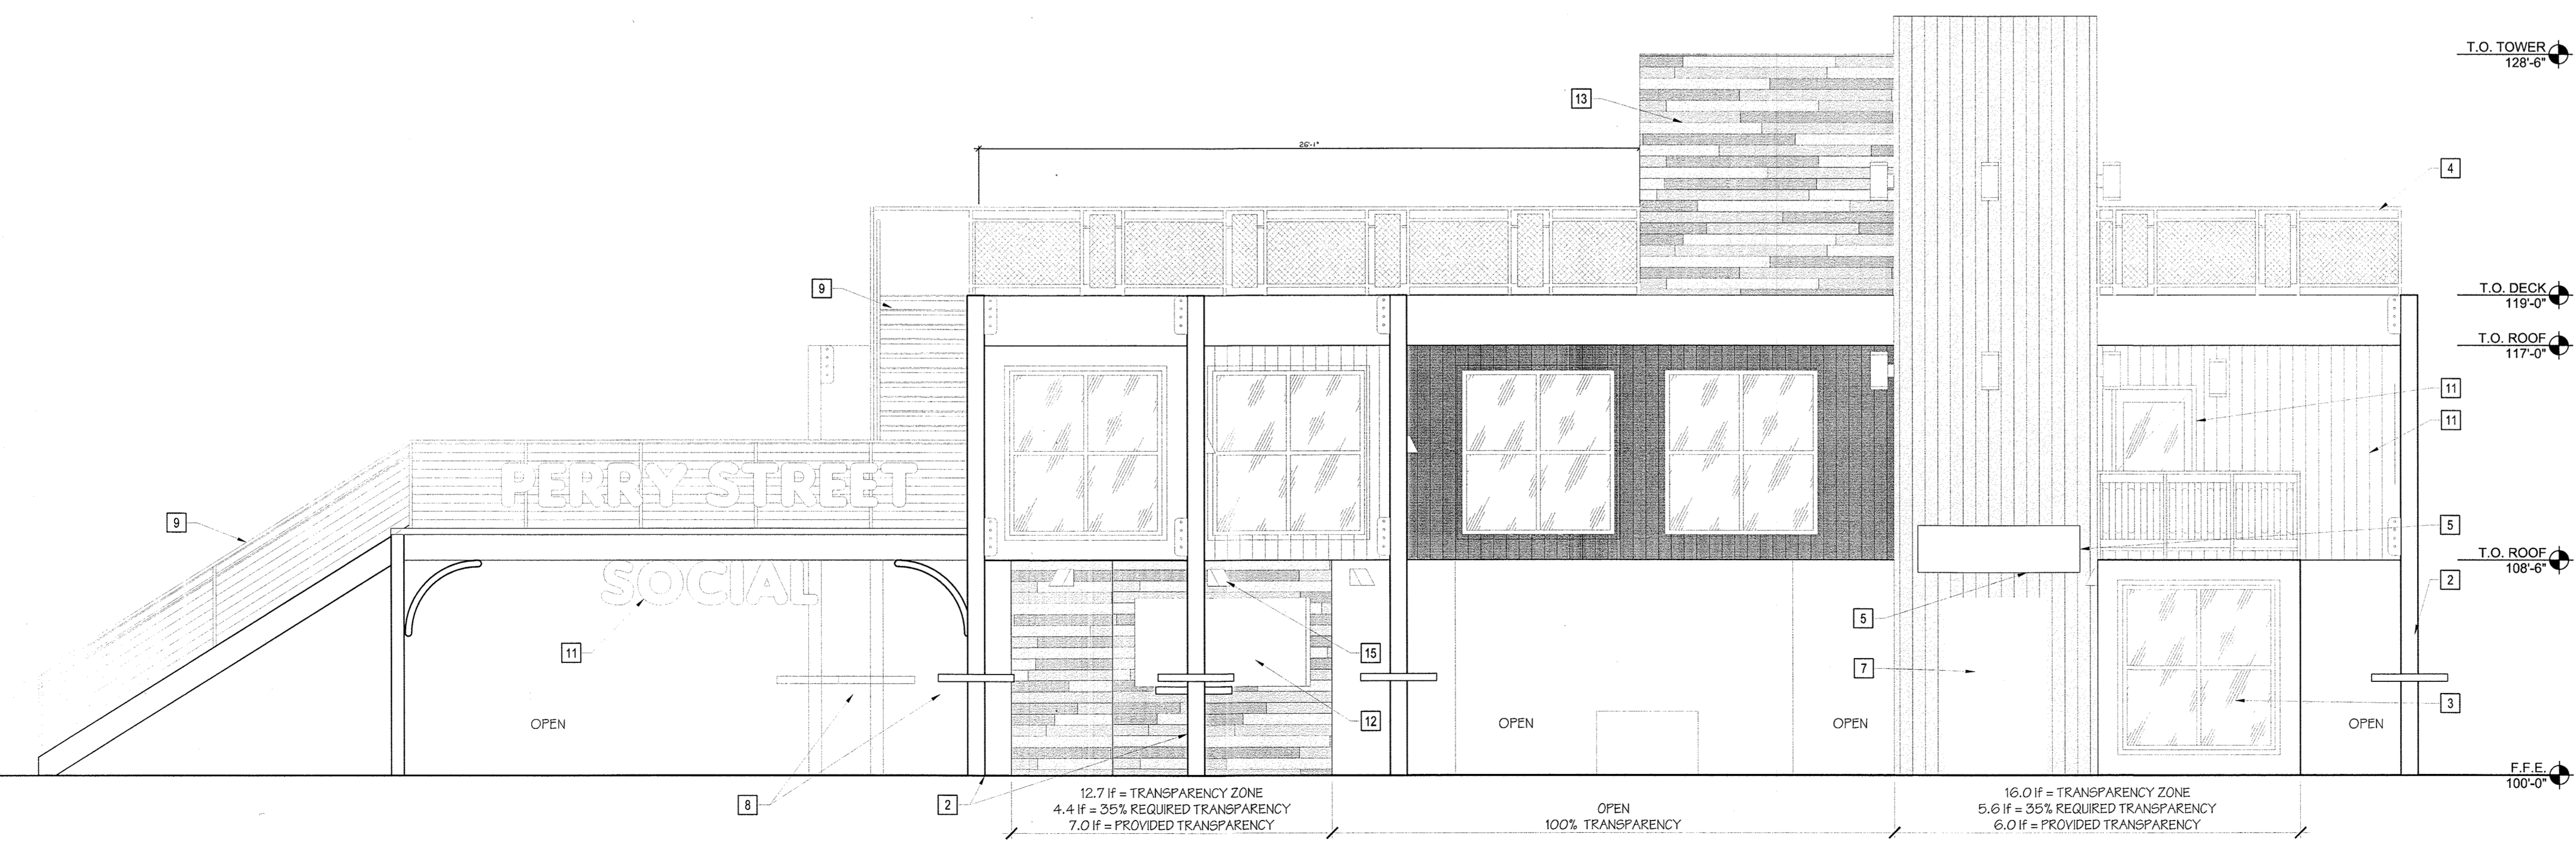 T.O. TOWER
128'-6"
13
26'-1"
4
9
T.O. DECK
119'-0"
T.O. ROOF
117'-0"
11
11
PERRY STREET
9
5
T.O. ROOF
108'-6"
SOCIAL
2
5
11
15
7
3
12
OPEN
OPEN
OPEN
OPEN
F.F.E.
100'-0"
8
2
12.7 lf = TRANSPARENCY ZONE
4.4 lf = 35% REQUIRED TRANSPARENCY
7.0 lf = PROVIDED TRANSPARENCY
OPEN
100% TRANSPARENCY
16.0 lf = TRANSPARENCY ZONE
5.6 lf = 35% REQUIRED TRANSPARENCY
6.0 lf = PROVIDED TRANSPARENCY